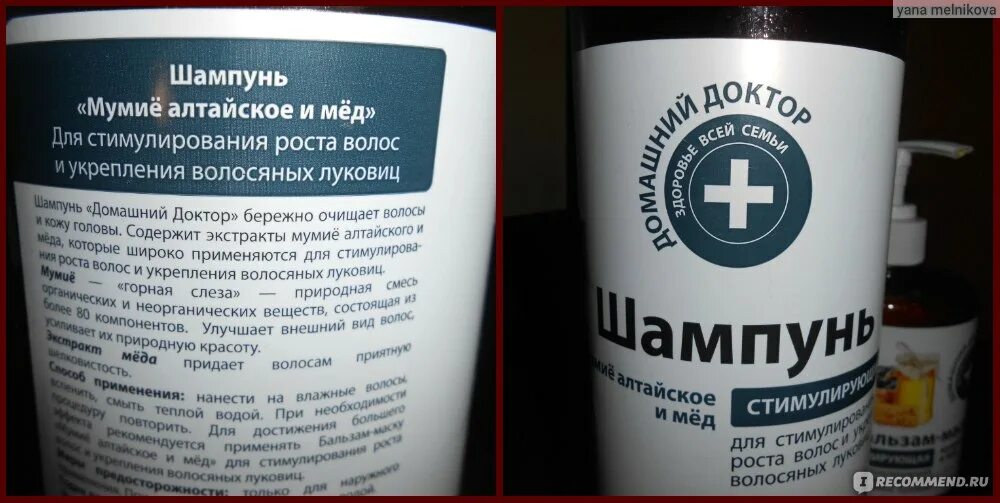 Шампунь
«Мумиё алтайское и мёд»
Для стимулирования роста волос
и укрепления волосяных луковиц
Шампунь «Домашний Доктор» бережно очищает волосы
и кожу головы. Содержит экстракты мумиё алтайского и
мёда, которые широко применяются для стимулирова-
ния роста волос и укрепления волосяных луковиц.
Мумиё — «горная слеза» — природная смесь
органических и неорганических веществ, состоящая из
более 80 компонентов. Улучшает внешний вид волос,
усиливает их природную красоту.
Экстракт мёда придает волосам приятную
шелковистость.
Способ применения: нанести на влажные волосы,
вспенить, смыть теплой водой. При необходимости
процедуру повторить. Для достижения большего
эффекта рекомендуется применять Бальзам-маску
«Мумиё алтайское и мёд» для стимулирования роста
волос и укрепления волосяных луковиц.
Меры предосторожности: только для наружного
yana melnikova
ДОМАШНИЙ ДОКТОР
ЗДОРОВЬЕ ВСЕЙ СЕМЬИ
Шампунь
мумиё алтайское
и мёд
СТИМУЛИРУЮЩ
для стимулирован
роста волос и укр
волосяных луков
льзам-ма
ИРУЮЩАЯ
IRECOMMEND.RU